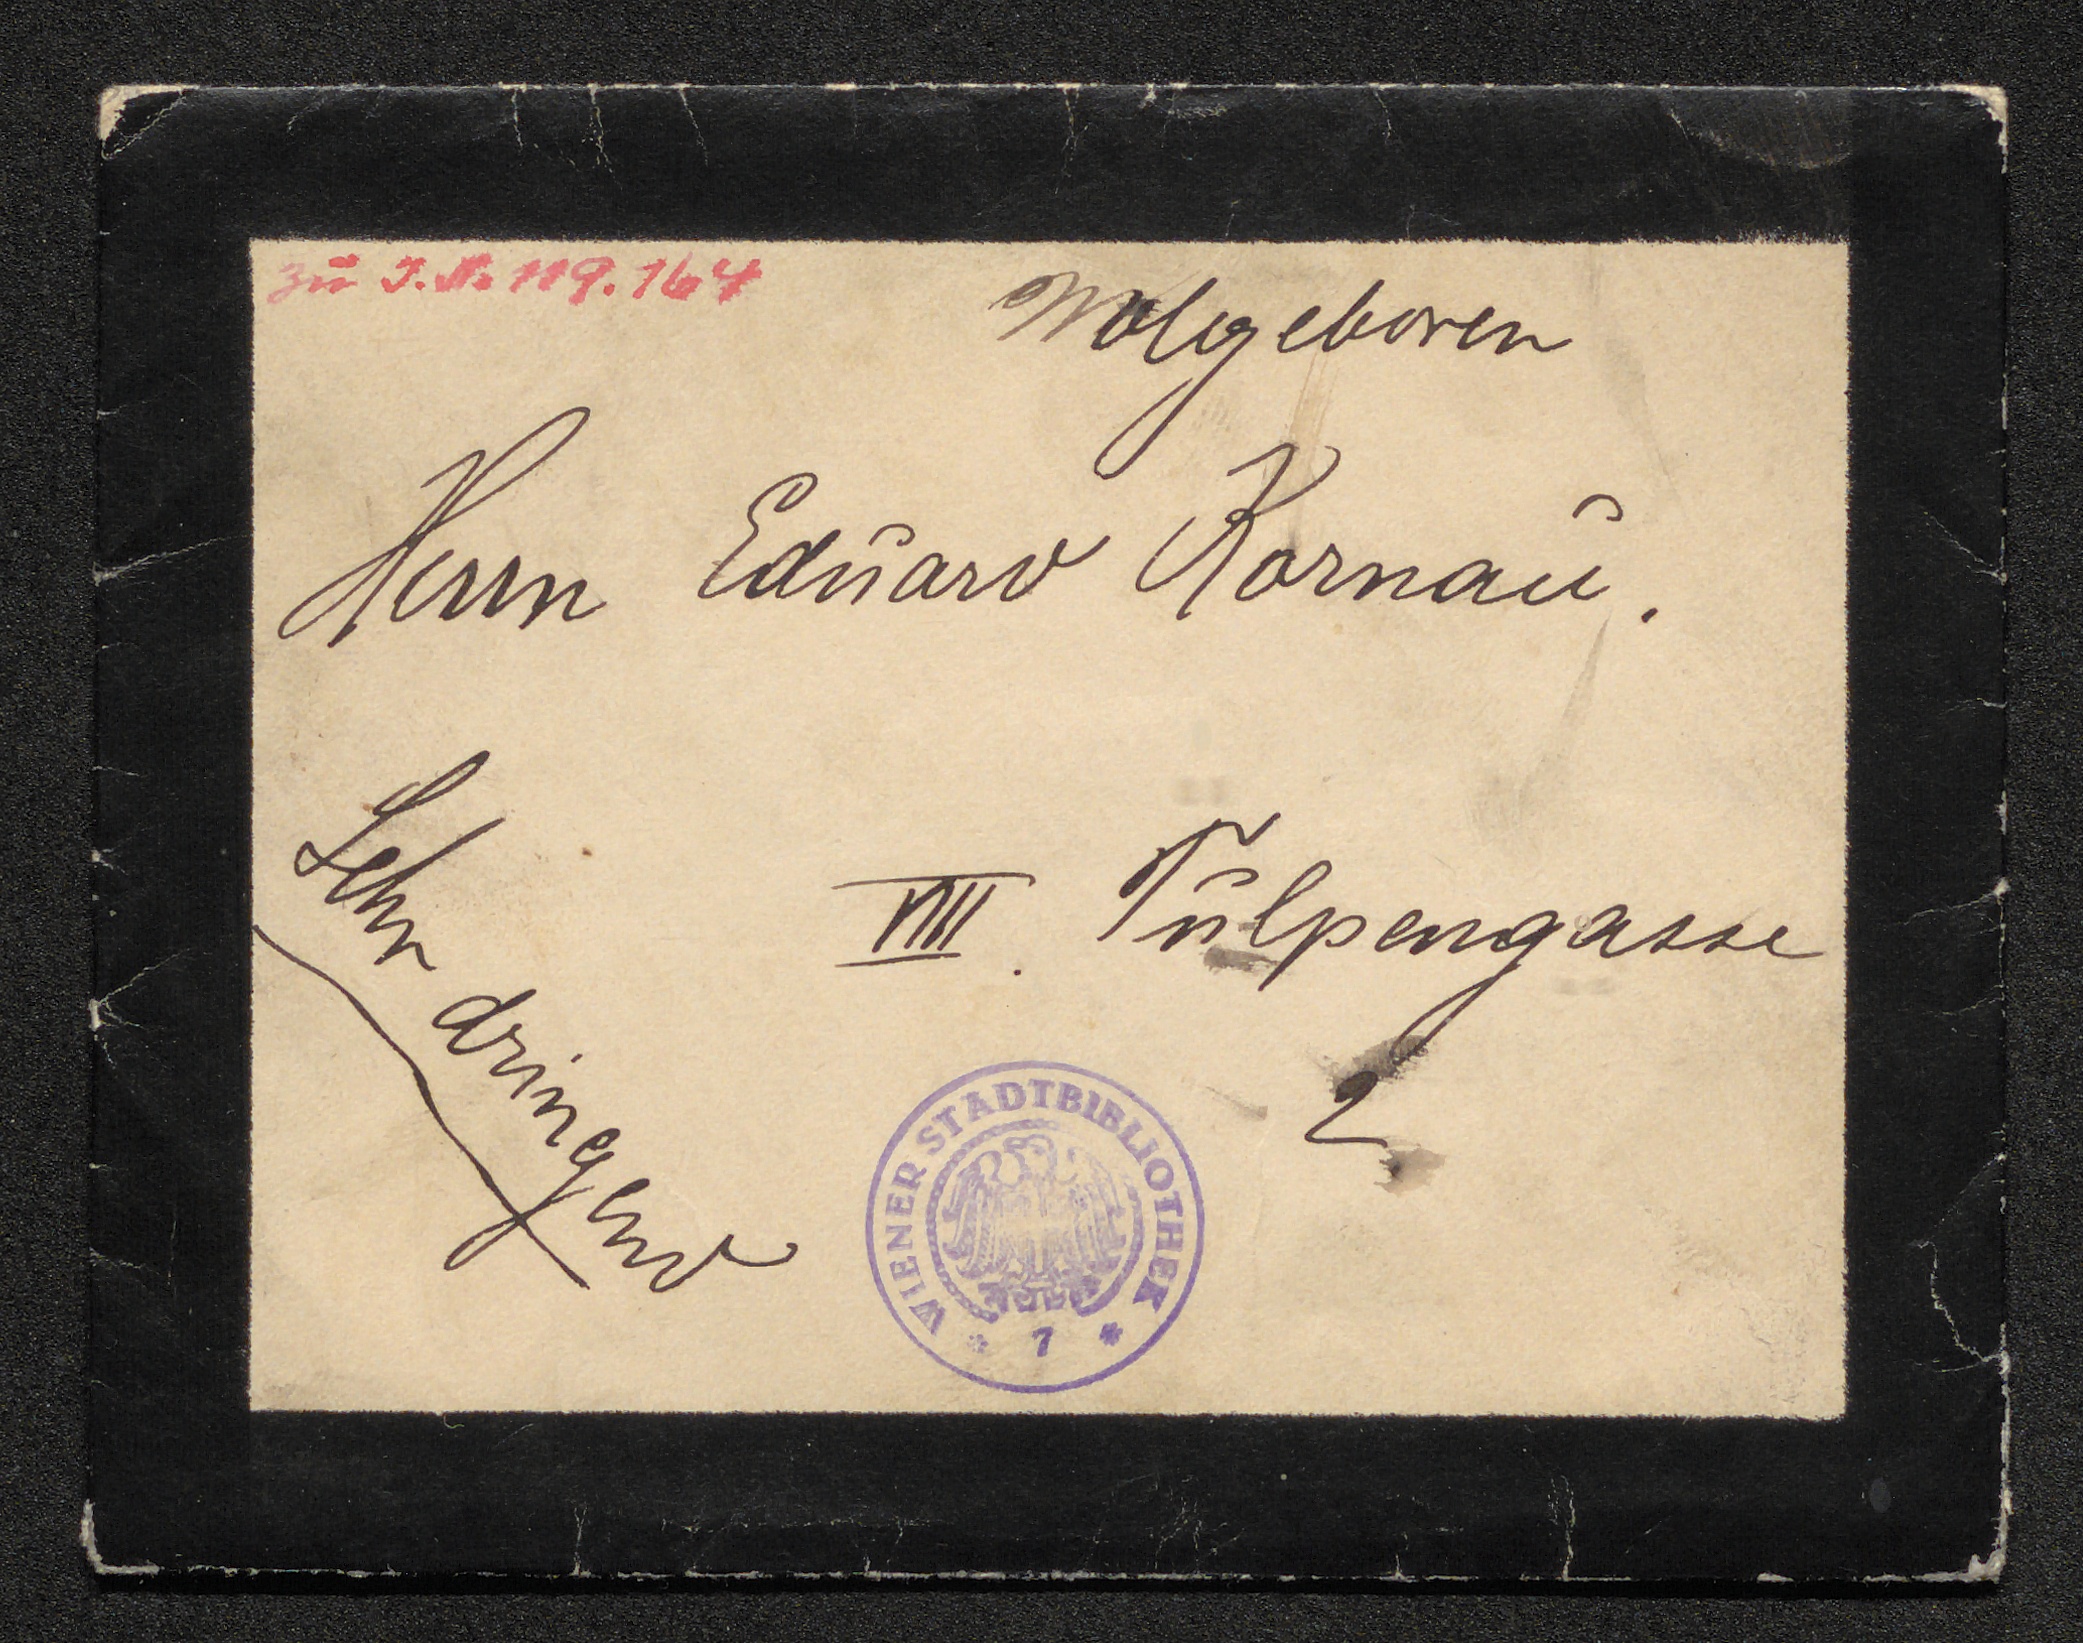 zu I.N. 119.164
Wolgeboren
Herrn Eduard Kornau.
VIII. Tulpengasse
2
Sehr dringend
WIENER STADTBIBLIOTHEK
* 7 *